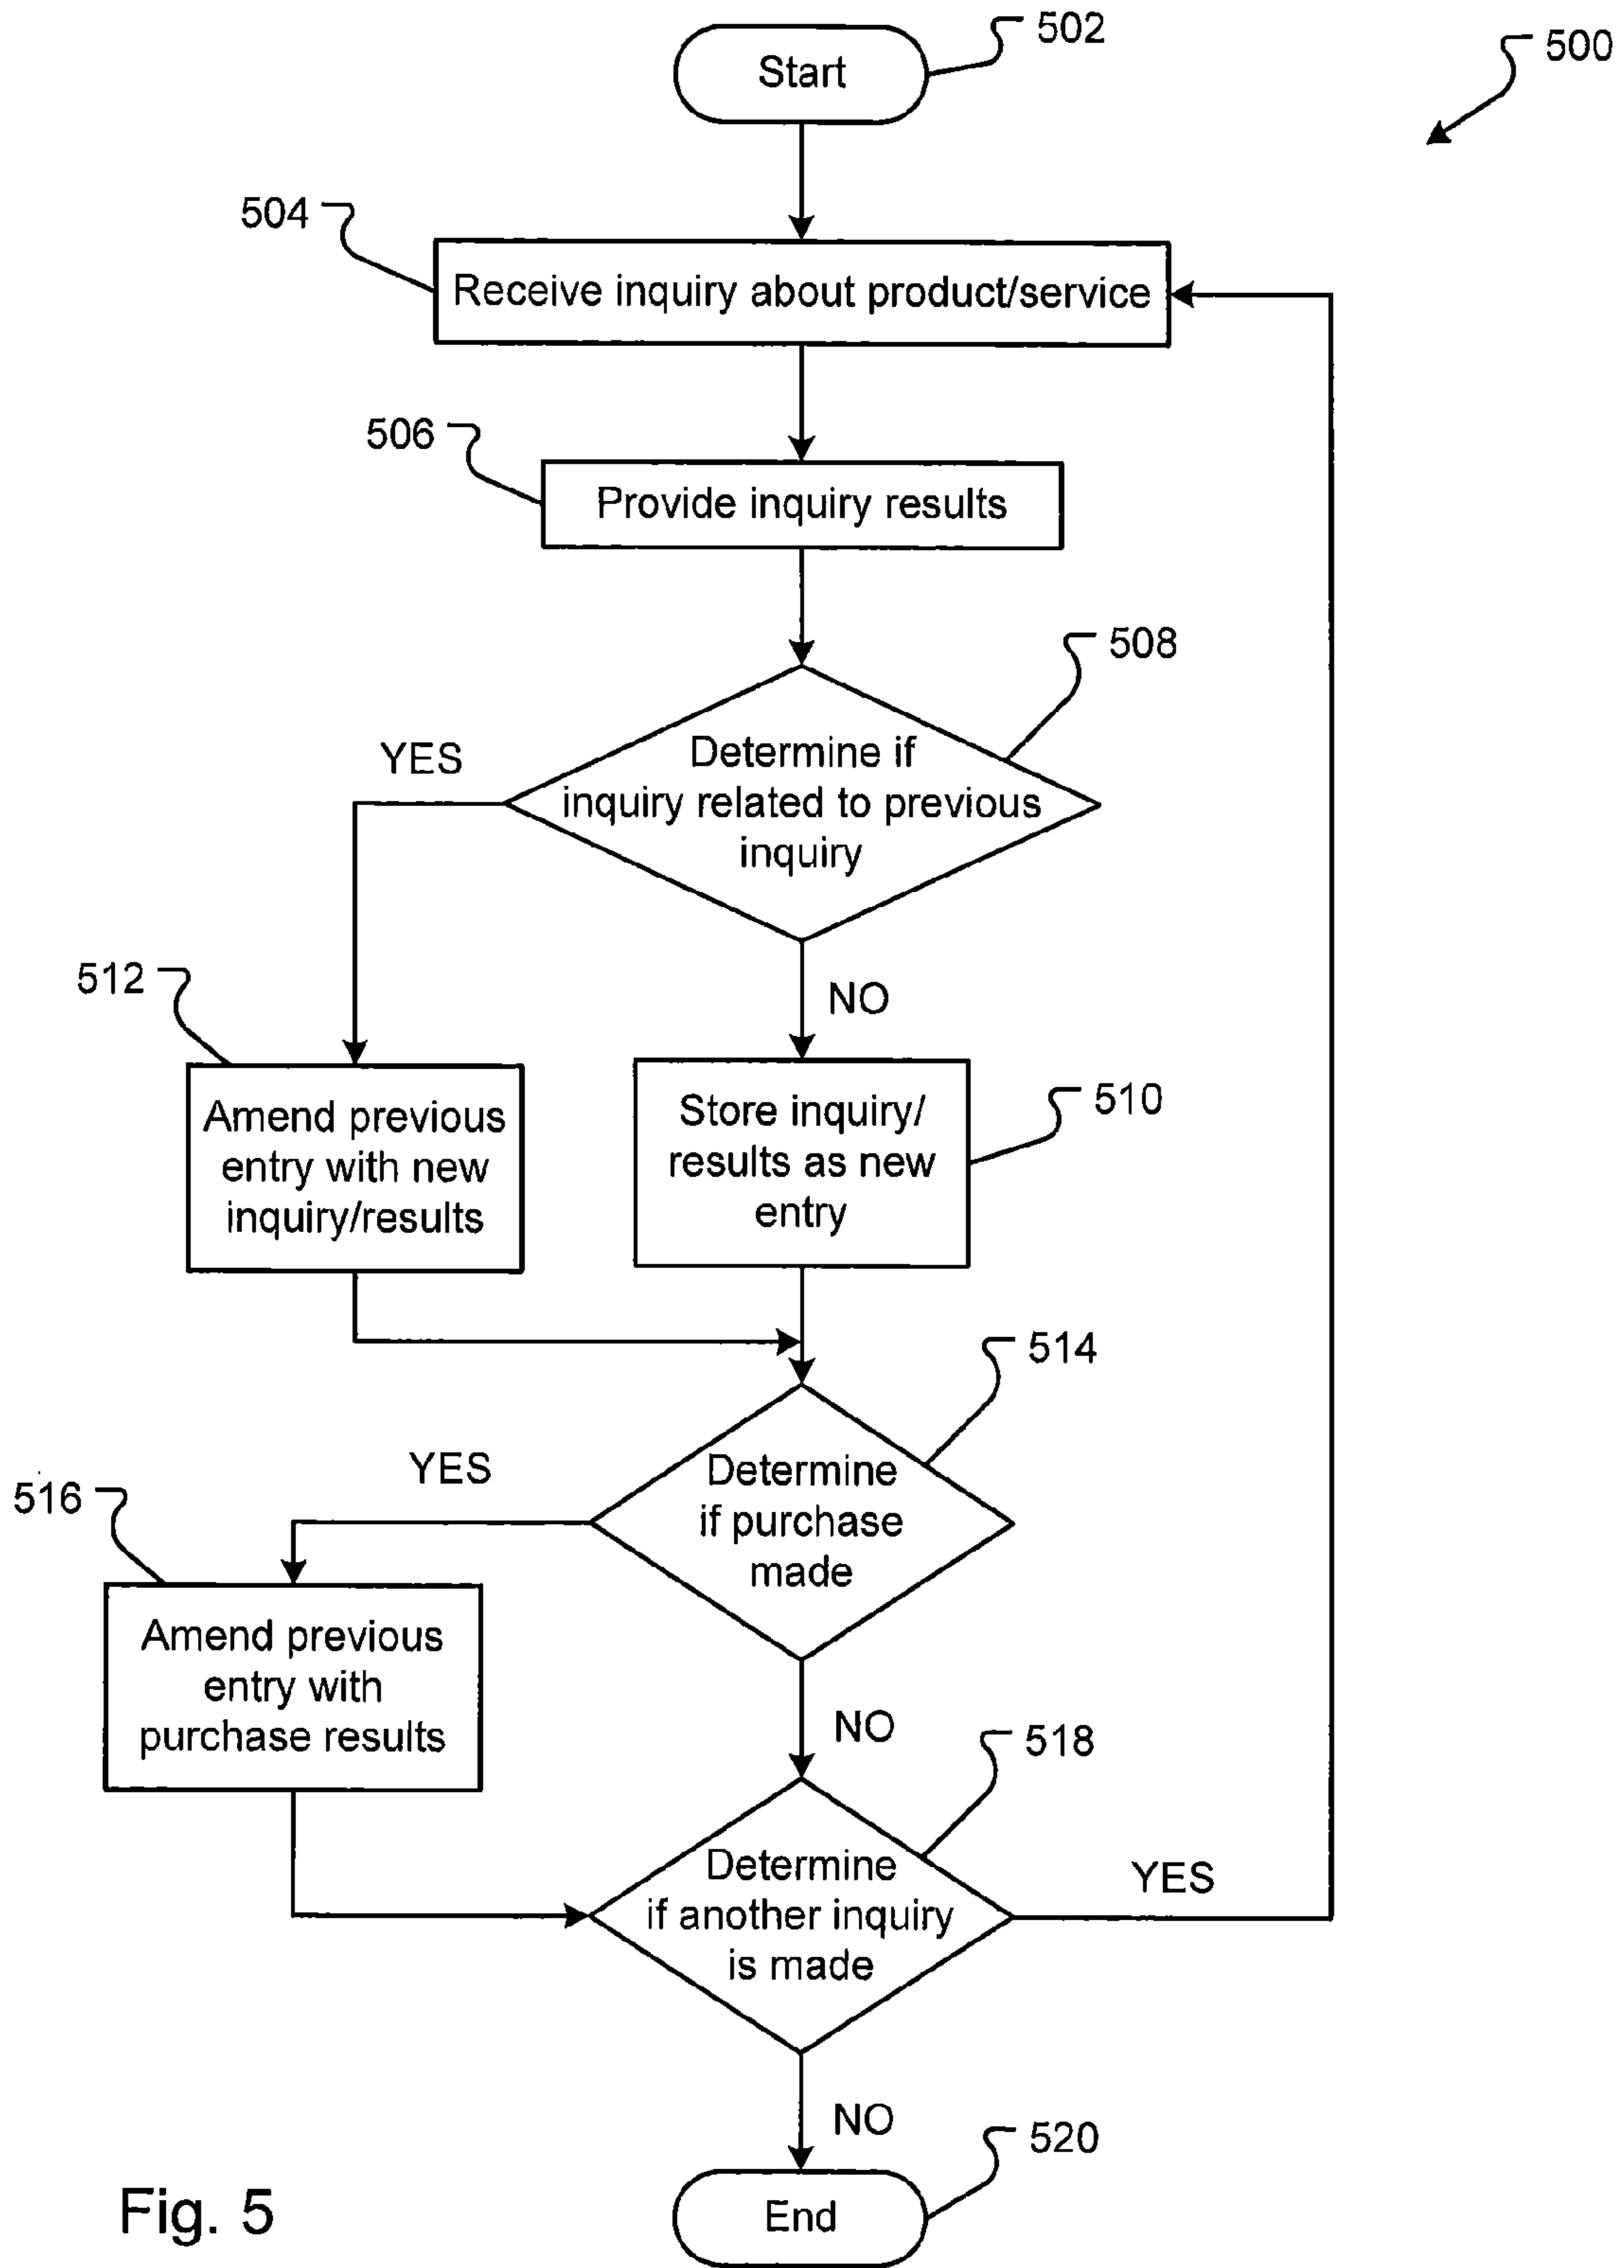 Start
502
500
504
Receive inquiry about product/service
506
Provide inquiry results
508
YES
Determine if
inquiry related to previous
inquiry
512
NO
Amend previous
entry with new
inquiry/results
Store inquiry/
results as new
entry
510
514
YES
Determine
if purchase
made
516
Amend previous
entry with
purchase results
NO
518
Determine
if another inquiry
is made
YES
NO
520
End
Fig. 5